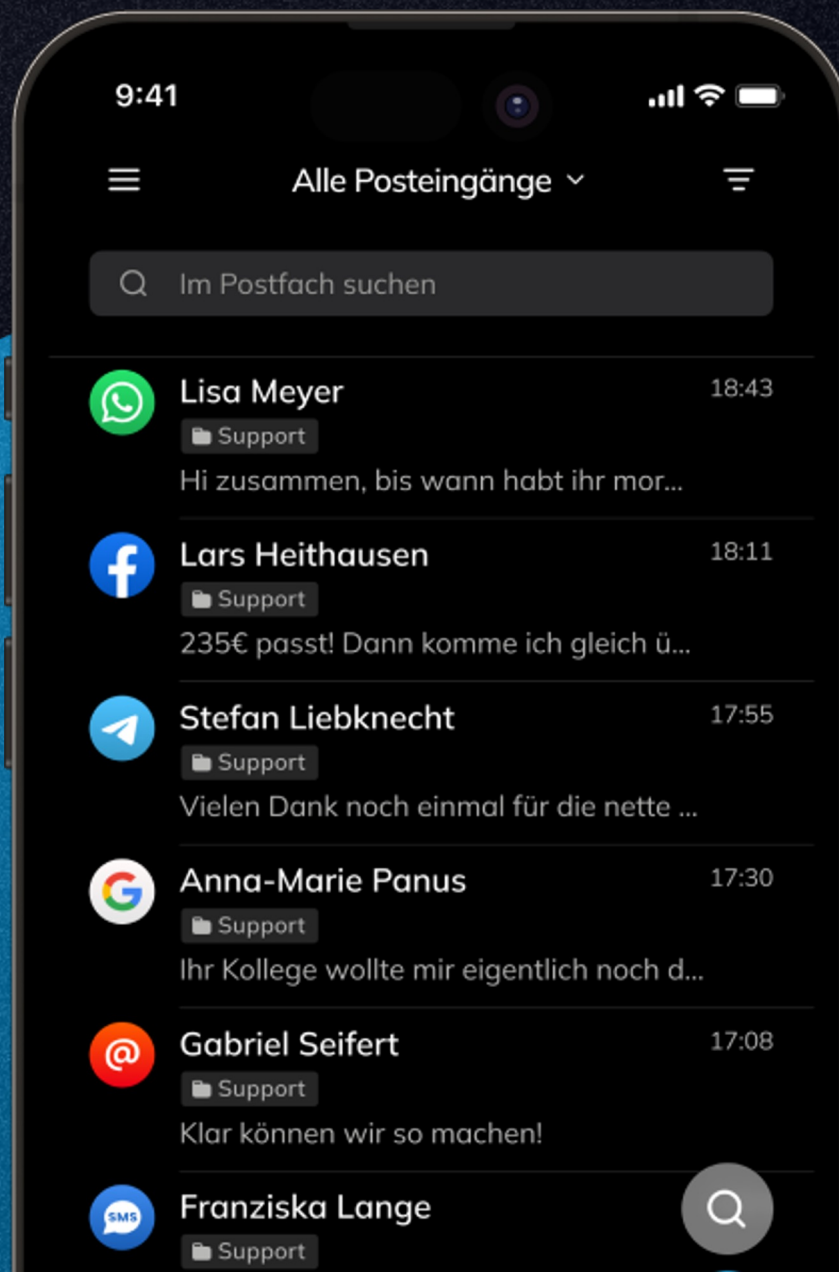 9:41
Alle Posteingänge
Im Postfach suchen
Lisa Meyer 18:43
Support
Hi zusammen, bis wann habt ihr mor...
Lars Heithausen 18:11
Support
235€ passt! Dann komme ich gleich ü...
Stefan Liebknecht 17:55
Support
Vielen Dank noch einmal für die nette ...
Anna-Marie Panus 17:30
Support
Ihr Kollege wollte mir eigentlich noch d...
Gabriel Seifert 17:08
Support
Klar können wir so machen!
SMS
Franziska Lange
Support